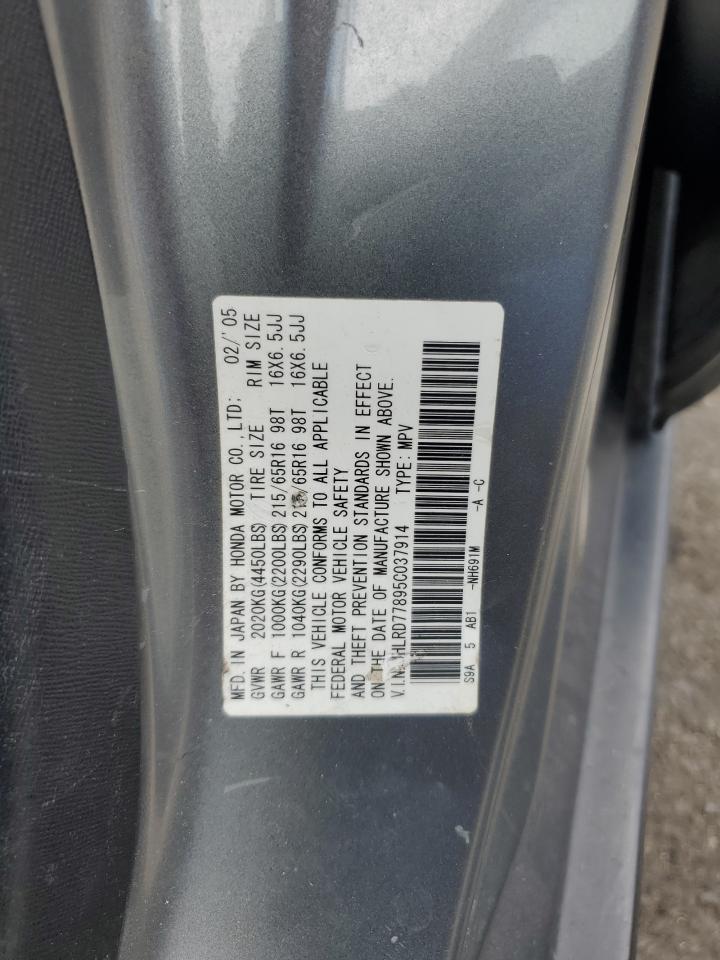 MFD. IN JAPAN BY HONDA MOTOR CO.,LTD; 02/'05
GVWR 2020KG(4450LBS) TIRE SIZE RIM SIZE
GAWR F 1000KG(2200LBS) 215/65R16 98T 16X6.5JJ
GAWR R 1040KG(2290LBS) 215/65R16 98T 16X6.5JJ
THIS VEHICLE CONFORMS TO ALL APPLICABLE
FEDERAL MOTOR VEHICLE SAFETY
AND THEFT PREVENTION STANDARDS IN EFFECT
ON THE DATE OF MANUFACTURE SHOWN ABOVE.
V.I.N. JHLRD77895C037914 TYPE: MPV
S9A 5 AB1 -NH691M -A -C